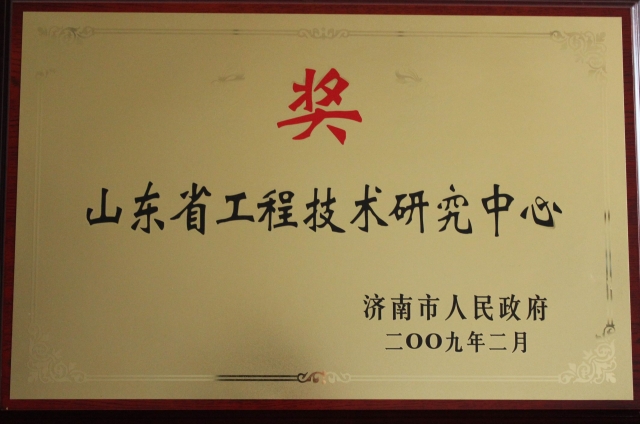 奖
山东省工程技术研究中心
济南市人民政府
二OO九年二月